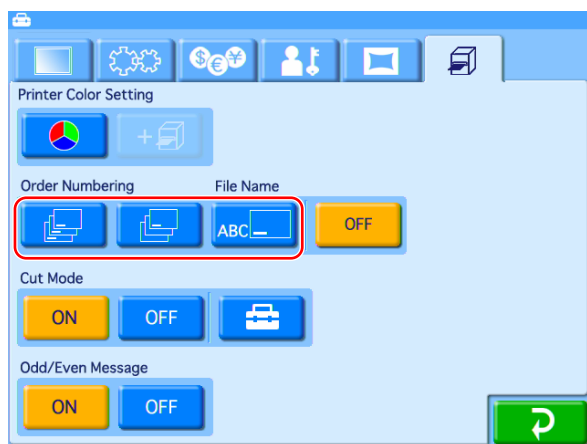 $€¥
Printer Color Setting
Order Numbering File Name
ABC OFF
Cut Mode
ON OFF
Odd/Even Message
ON OFF